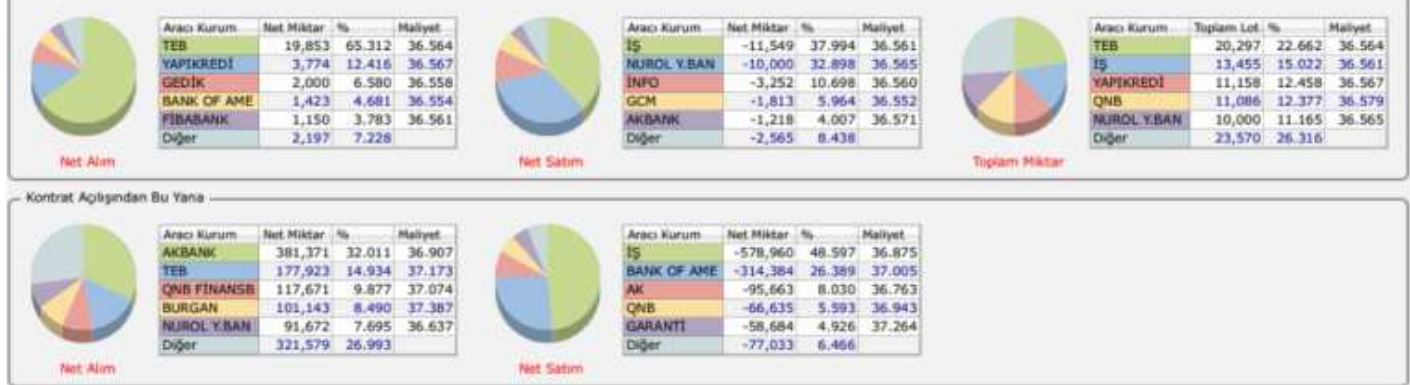 Aracı Kurum Net Miktar % Maliyet
TEB 19,853 65.312 36.564
YAPIKREDİ 3,774 12.416 36.567
GEDİK 2,000 6.580 36.558
BANK OF AME 1,423 4.681 36.554
FİBABANK 1,150 3.783 36.561
Diğer 2,197 7.228
Net Alım
Aracı Kurum Net Miktar % Maliyet
İŞ -11,549 37.994 36.561
NUROL Y.BAN -10,000 32.898 36.565
İNFO -3,252 10.698 36.560
GCM -1,813 5.964 36.552
AKBANK -1,218 4.007 36.571
Diğer -2,565 8.438
Net Satım
Aracı Kurum Toplam Lot % Maliyet
TEB 20,297 22.662 36.564
İŞ 13,455 15.022 36.561
YAPIKREDİ 11,158 12.458 36.567
QNB 11,086 12.377 36.579
NUROL Y.BAN 10,000 11.165 36.565
Diğer 23,570 26.316
Toplam Miktar
Kontrat Açılışından Bu Yana
Aracı Kurum Net Miktar % Maliyet
AKBANK 381,371 32.011 36.907
TEB 177,923 14.934 37.173
QNB FİNANSB 117,671 9.877 37.074
BURGAN 101,143 8.490 37.387
NUROL Y.BAN 91,672 7.695 36.637
Diğer 321,579 26.993
Net Alım
Aracı Kurum Net Miktar % Maliyet
İŞ -578,960 48.597 36.875
BANK OF AME -314,384 26.389 37.005
AK -95,663 8.030 36.763
QNB -66,635 5.593 36.943
GARANTİ -58,684 4.926 37.264
Diğer -77,033 6.466
Net Satım